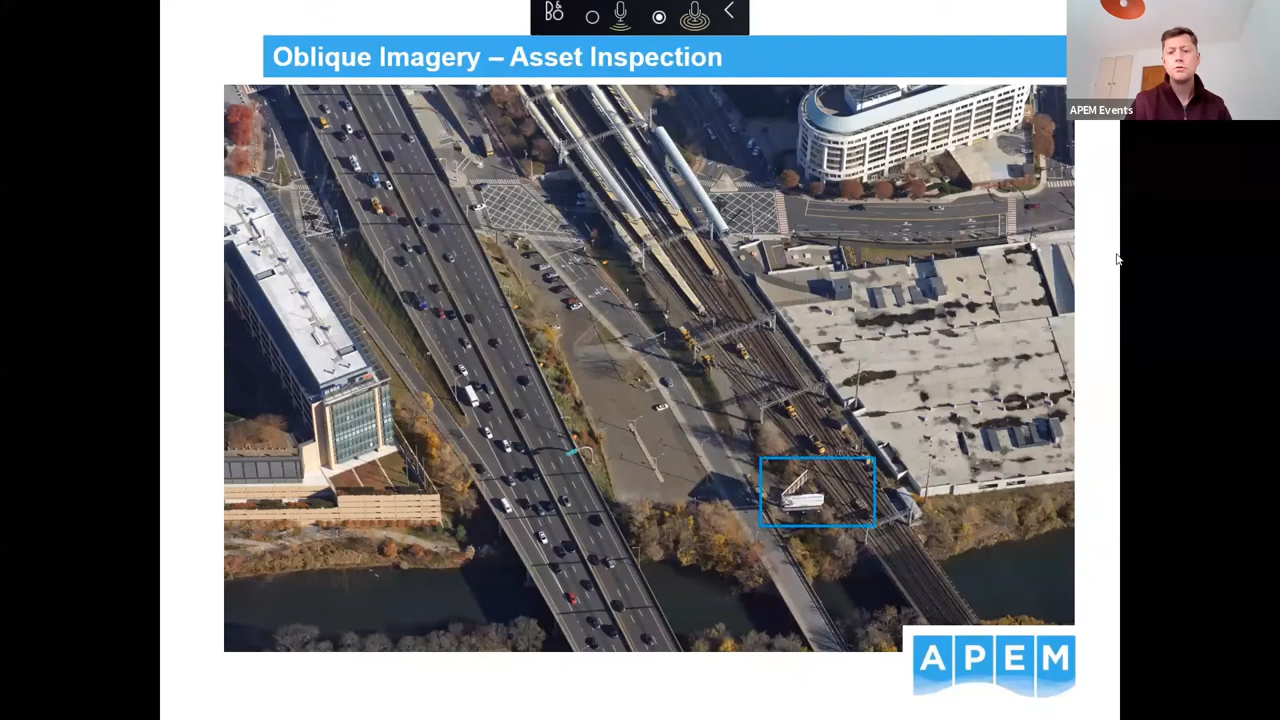 B&O
Oblique Imagery – Asset Inspection
APEM Events
APEM